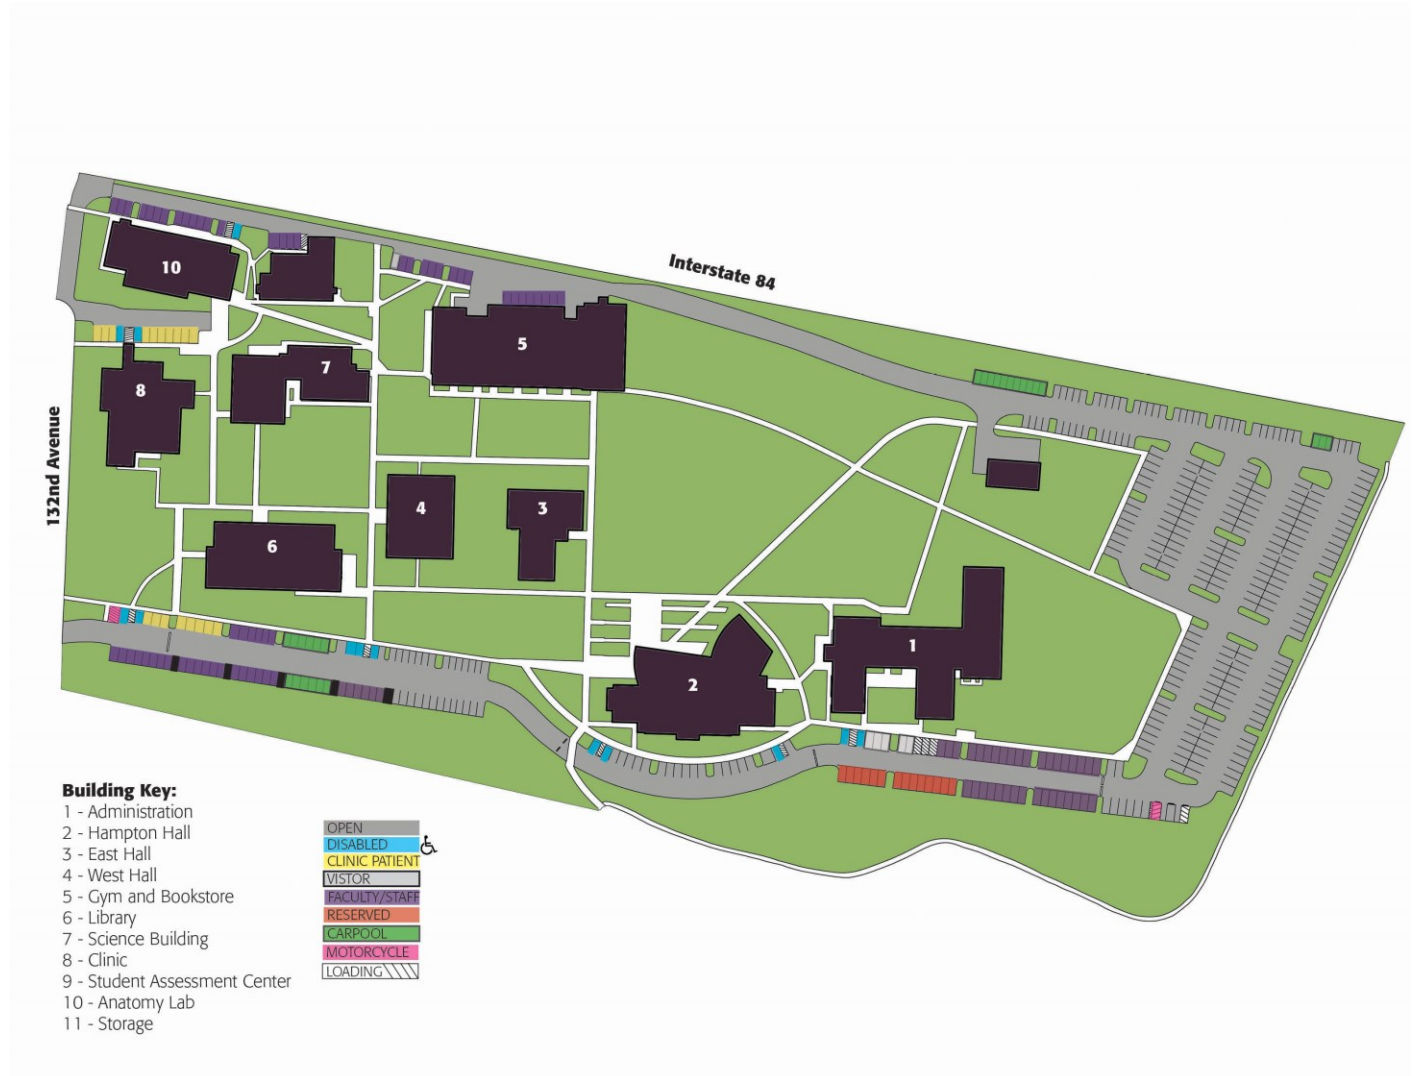 Interstate 84
132nd Avenue
10
5
7
8
4
3
6
1
2
Building Key:
1 - Administration
2 - Hampton Hall
3 - East Hall
4 - West Hall
5 - Gym and Bookstore
6 - Library
7 - Science Building
8 - Clinic
9 - Student Assessment Center
10 - Anatomy Lab
11 - Storage
OPEN
DISABLED
CLINIC PATIENT
VISTOR
FACULTY/STAFF
RESERVED
CARPOOL
MOTORCYCLE
LOADING